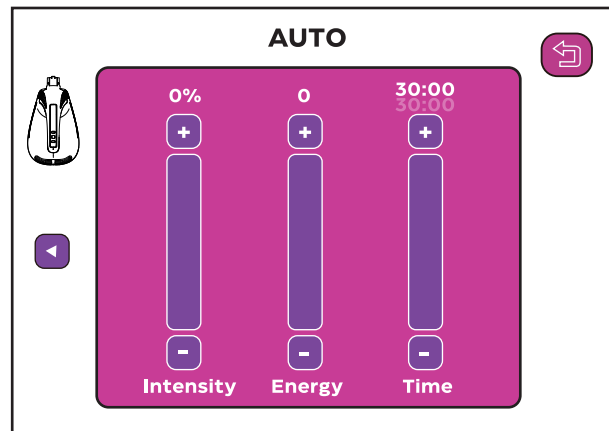 AUTO
0% 0 30:00
30:00
+ + +
- - -
Intensity Energy Time